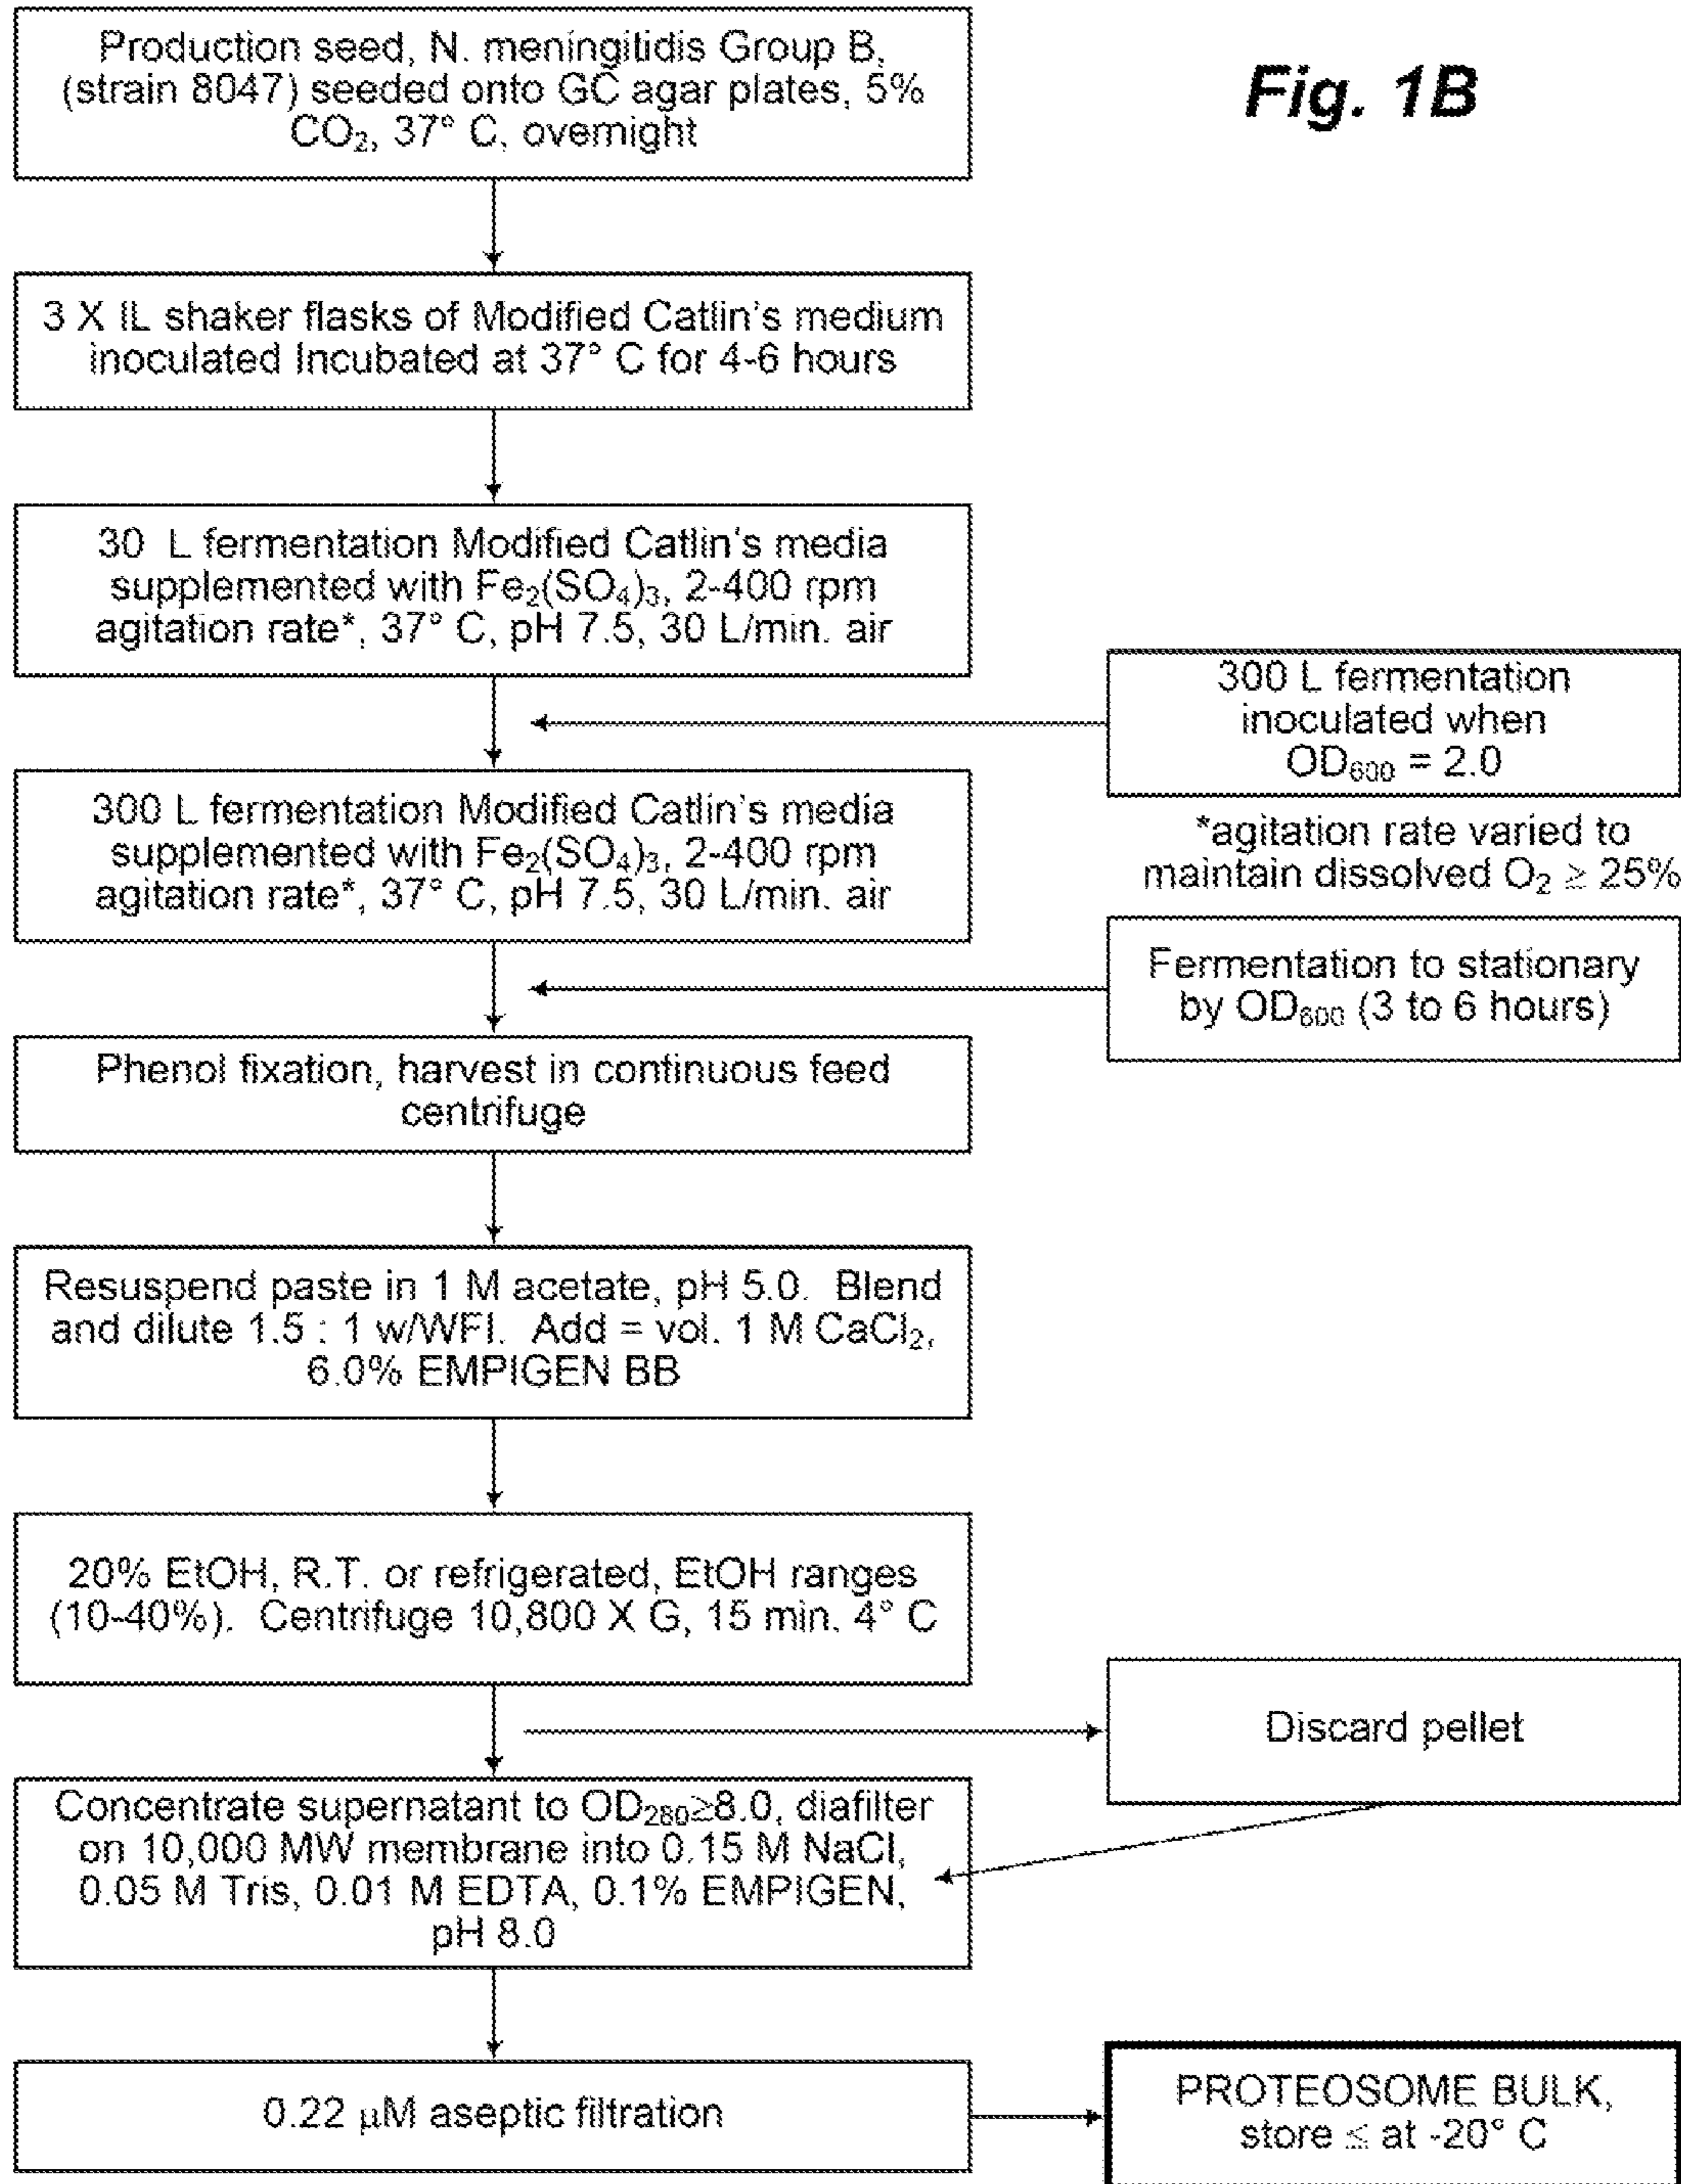 Fig. 1B
Production seed, N. meningitidis Group B,
(strain 8047) seeded onto GC agar plates, 5%
CO₂, 37° C, overnight
3 X IL shaker flasks of Modified Catlin's medium
inoculated Incubated at 37° C for 4-6 hours
30 L fermentation Modified Catlin's media
supplemented with Fe₂(SO₄)₃, 2-400 rpm
agitation rate*, 37° C, pH 7.5, 30 L/min. air
300 L fermentation
inoculated when
OD₆₀₀ = 2.0
300 L fermentation Modified Catlin's media
supplemented with Fe₂(SO₄)₃, 2-400 rpm
agitation rate*, 37° C, pH 7.5, 30 L/min. air
*agitation rate varied to
maintain dissolved O₂ ≥ 25%
Fermentation to stationary
by OD₆₀₀ (3 to 6 hours)
Phenol fixation, harvest in continuous feed
centrifuge
Resuspend paste in 1 M acetate, pH 5.0. Blend
and dilute 1.5 : 1 w/WFI. Add = vol. 1 M CaCl₂,
6.0% EMPIGEN BB
20% EtOH, R.T. or refrigerated, EtOH ranges
(10-40%). Centrifuge 10,800 X G, 15 min. 4° C
Discard pellet
Concentrate supernatant to OD₂₈₀≥8.0, diafilter
on 10,000 MW membrane into 0.15 M NaCl,
0.05 M Tris, 0.01 M EDTA, 0.1% EMPIGEN,
pH 8.0
0.22 µM aseptic filtration
PROTEOSOME BULK,
store ≤ at -20° C